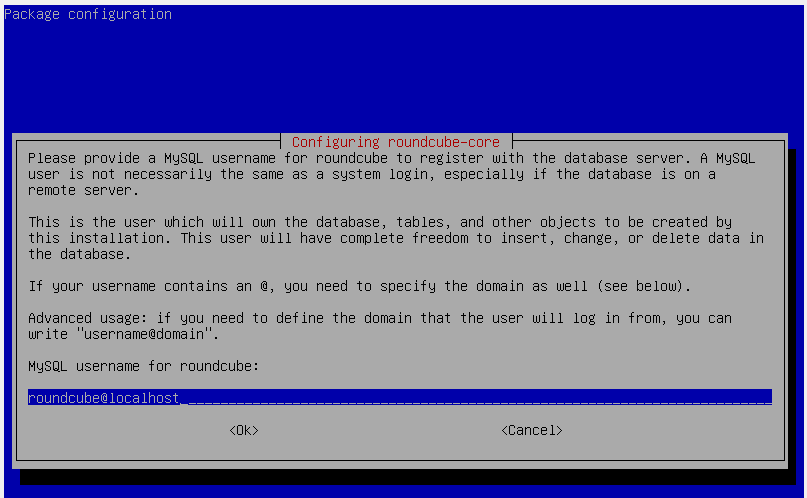 Package configuration
Configuring roundcube-core
Please provide a MySQL username for roundcube to register with the database server. A MySQL
user is not necessarily the same as a system login, especially if the database is on a
remote server.
This is the user which will own the database, tables, and other objects to be created by
this installation. This user will have complete freedom to insert, change, or delete data in
the database.
If your username contains an @, you need to specify the domain as well (see below).
Advanced usage: if you need to define the domain that the user will log in from, you can
write "username@domain".
MySQL username for roundcube:
roundcube@localhost
<Ok> <Cancel>